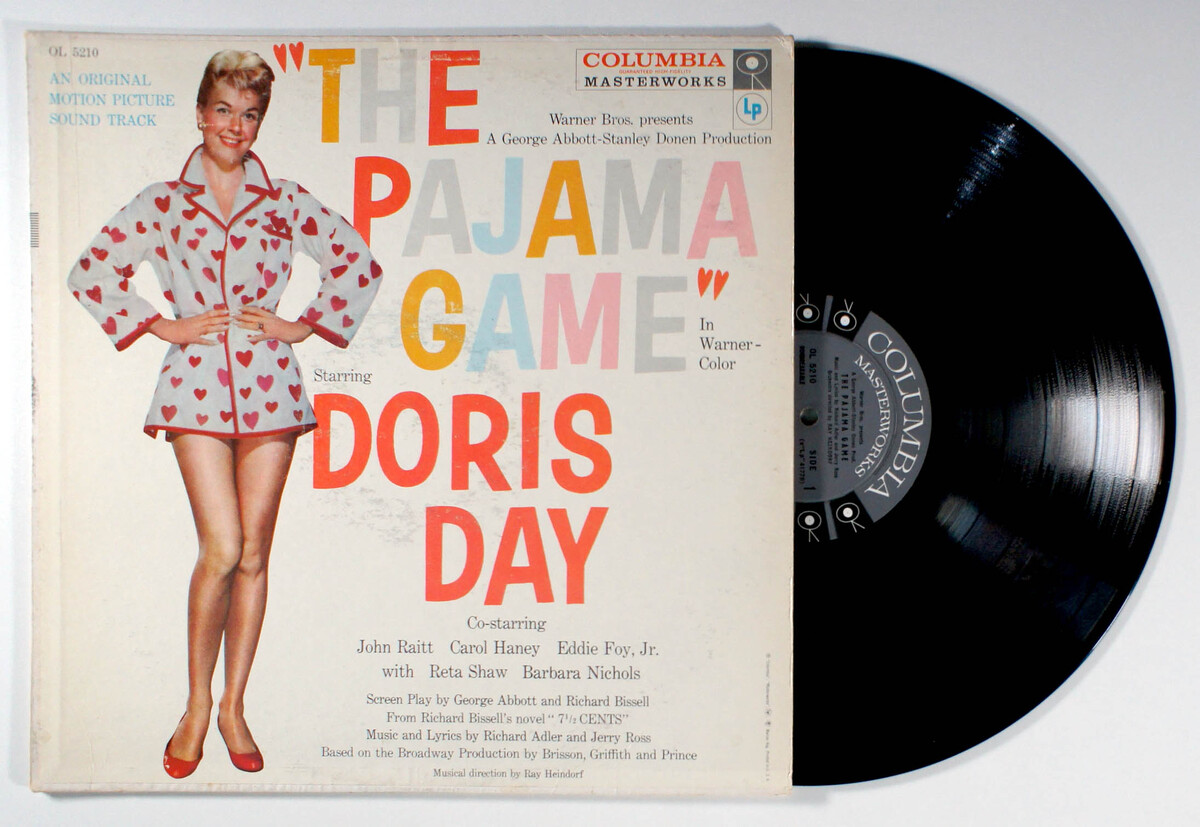 OL 5210
AN ORIGINAL
MOTION PICTURE
SOUND TRACK
"THE
PAJAMA
GAME"
COLUMBIA
GUARANTEED HIGH FIDELITY
MASTERWORKS
Lp
Warner Bros. presents
A George Abbott-Stanley Donen Production
In
Warner-
Color
Starring
DORIS
DAY
Co-starring
John Raitt Carol Haney Eddie Foy, Jr.
with Reta Shaw Barbara Nichols
Screen Play by George Abbott and Richard Bissell
From Richard Bissell's novel "7½ CENTS"
Music and Lyrics by Richard Adler and Jerry Ross
Based on the Broadway Production by Brisson, Griffith and Prince
Musical direction by Ray Heindorf
COLUMBIA
MASTERWORKS
THE PAJAMA GAME
OL 5210
SIDE 1